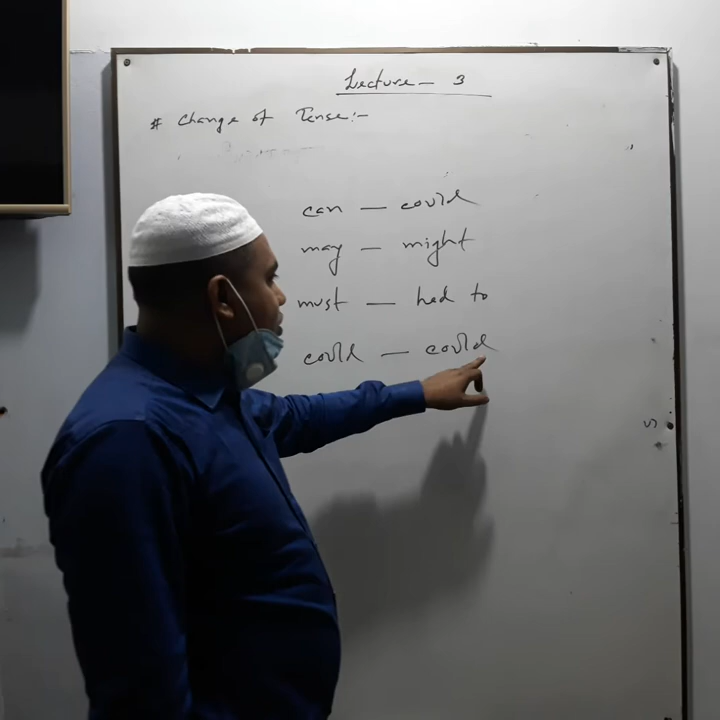 Lecture - 3
# Change of Tense:-
can — could
may — might
must — had to
could — could